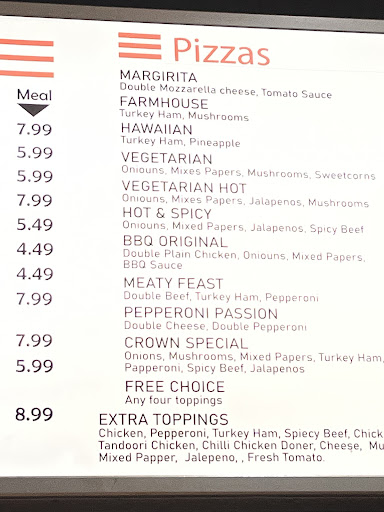 Pizzas
Meal
7.99
5.99
5.99
7.99
5.49
4.49
4.49
7.99
7.99
5.99
8.99
MARGIRITA
Double Mozzarella cheese, Tomato Sauce
FARMHOUSE
Turkey Ham, Mushrooms
HAWAIIAN
Turkey Ham, Pineapple
VEGETARIAN
Oniouns, Mixes Papers, Mushrooms, Sweetcorns
VEGETARIAN HOT
Oniouns, Mixes Papers, Jalapenos, Mushrooms
HOT & SPICY
Oniouns, Mixed Papers, Jalapenos, Spicy Beef
BBQ ORIGINAL
Double Plain Chicken, Oniouns, Mixed Papers,
BBQ Sauce
MEATY FEAST
Double Beef, Turkey Ham, Pepperoni
PEPPERONI PASSION
Double Cheese, Double Pepperoni
CROWN SPECIAL
Onions, Mushrooms, Mixed Papers, Turkey Ham,
Papperoni, Spicy Beef, Jalapenos
FREE CHOICE
Any four toppings
EXTRA TOPPINGS
Chicken, Pepperoni, Turkey Ham, Spiecy Beef, Chick
Tandoori Chicken, Chilli Chicken Doner, Cheese, Mu
Mixed Papper, Jalepeno, , Fresh Tomato.